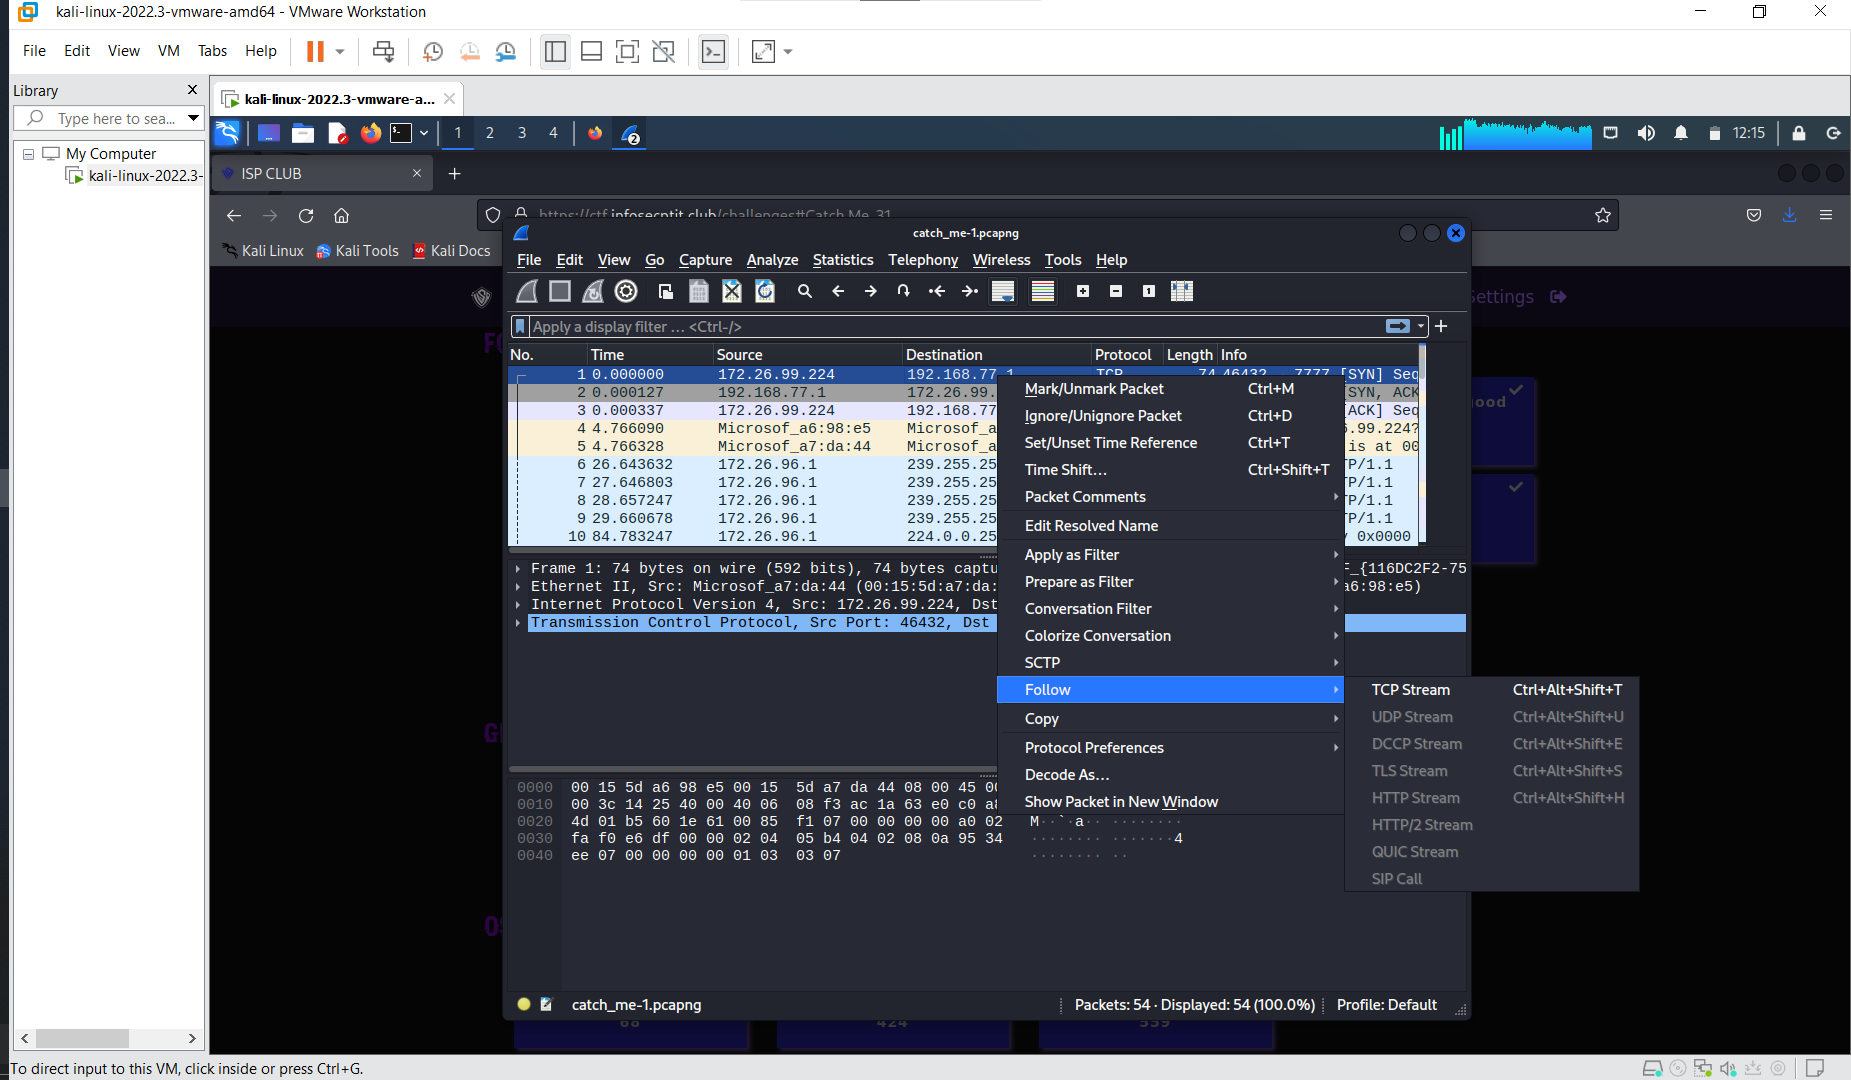 kali-linux-2022.3-vmware-amd64 - VMware Workstation
File Edit View VM Tabs Help
Library
Type here to sea...
My Computer
kali-linux-2022.3-
kali-linux-2022.3-vmware-a...
1 2 3 4
2
12:15
ISP CLUB
https://ctf.infosecptit.club/challenges#Catch Me-31
Kali Linux Kali Tools Kali Docs
catch_me-1.pcapng
File Edit View Go Capture Analyze Statistics Telephony Wireless Tools Help
Settings
Apply a display filter … <Ctrl-/>
No. Time Source Destination Protocol Length Info
1 0.000000 172.26.99.224 192.168.77.1 TCP 74 46432 7777 [SYN] Seq
2 0.000127 192.168.77.1 172.26.99. SYN, ACK
3 0.000337 172.26.99.224 192.168.77 ACK] Seq
4 4.766090 Microsof_a6:98:e5 Microsof_a .99.224?
5 4.766328 Microsof_a7:da:44 Microsof_a is at 00
6 26.643632 172.26.96.1 239.255.25 TP/1.1
7 27.646803 172.26.96.1 239.255.25 TP/1.1
8 28.657247 172.26.96.1 239.255.25 TP/1.1
9 29.660678 172.26.96.1 239.255.25 TP/1.1
10 84.783247 172.26.96.1 224.0.0.25 0x0000
ood
Mark/Unmark Packet Ctrl+M
Ignore/Unignore Packet Ctrl+D
Set/Unset Time Reference Ctrl+T
Time Shift… Ctrl+Shift+T
Packet Comments
Edit Resolved Name
Apply as Filter
Prepare as Filter
Conversation Filter
Colorize Conversation
SCTP
Follow
Copy
Protocol Preferences
Decode As…
Show Packet in New Window
TCP Stream Ctrl+Alt+Shift+T
UDP Stream Ctrl+Alt+Shift+U
DCCP Stream Ctrl+Alt+Shift+E
TLS Stream Ctrl+Alt+Shift+S
HTTP Stream Ctrl+Alt+Shift+H
HTTP/2 Stream
QUIC Stream
SIP Call
Frame 1: 74 bytes on wire (592 bits), 74 bytes captu F_{116DC2F2-75
Ethernet II, Src: Microsof_a7:da:44 (00:15:5d:a7:da: a6:98:e5)
Internet Protocol Version 4, Src: 172.26.99.224, Dst
Transmission Control Protocol, Src Port: 46432, Dst
0000 00 15 5d a6 98 e5 00 15 5d a7 da 44 08 00 45 00
0010 00 3c 14 25 40 00 40 06 08 f3 ac 1a 63 e0 c0 a8
0020 4d 01 b5 60 1e 61 00 85 f1 07 00 00 00 00 a0 02 M··`·a·· ········
0030 fa f0 e6 df 00 00 02 04 05 b4 04 02 08 0a 95 34 ········ ·······4
0040 ee 07 00 00 00 00 01 03 03 07 ········ ··
catch_me-1.pcapng
Packets: 54 · Displayed: 54 (100.0%) Profile: Default
68 424 559
To direct input to this VM, click inside or press Ctrl+G.